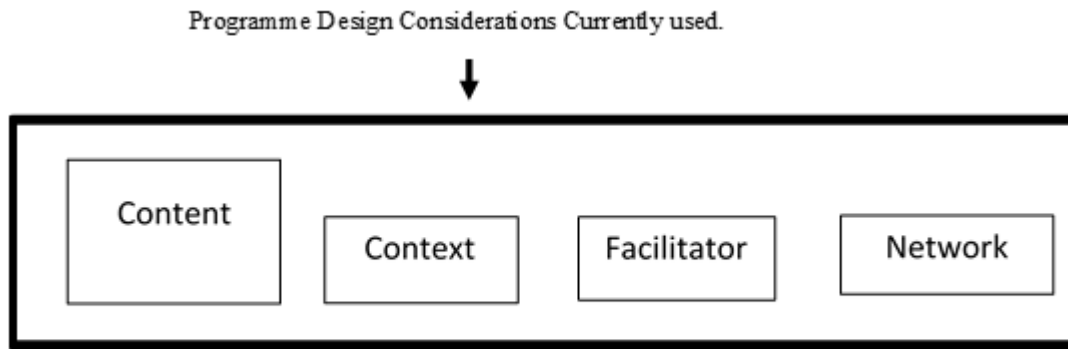 Programme Design Considerations Currently used.
Content
Context
Facilitator
Network